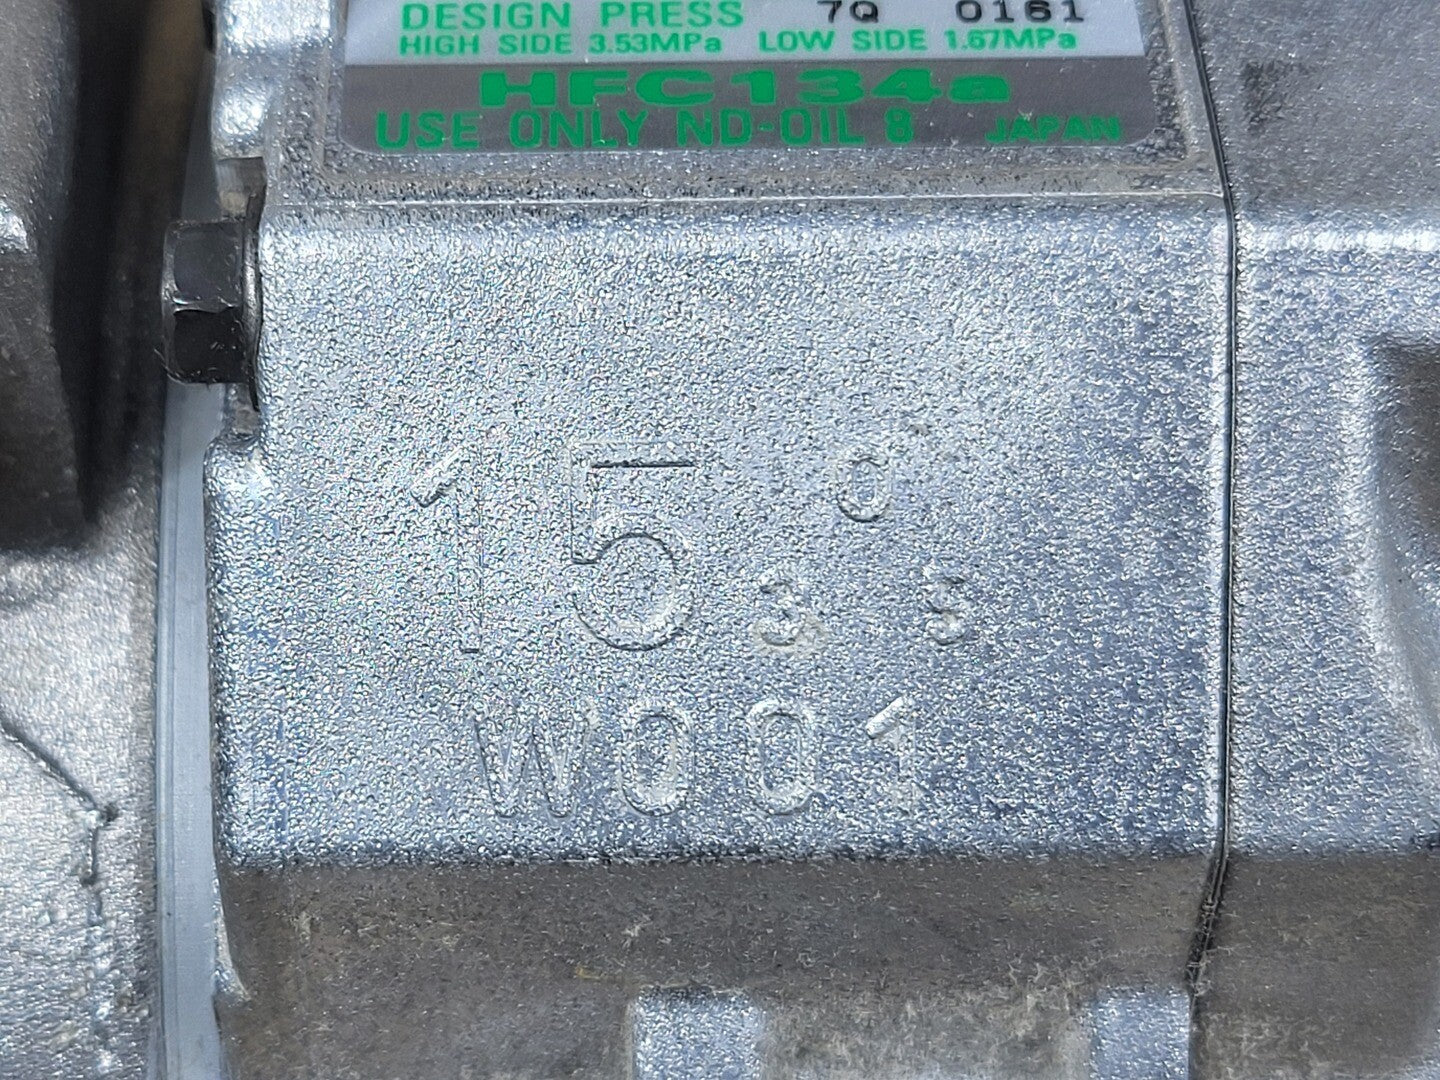 DESIGN PRESS 7Q 0161
HIGH SIDE 3.53MPa LOW SIDE 1.67MPa
HFC134a
USE ONLY ND-OIL 8 JAPAN
15 0
3 5
W001